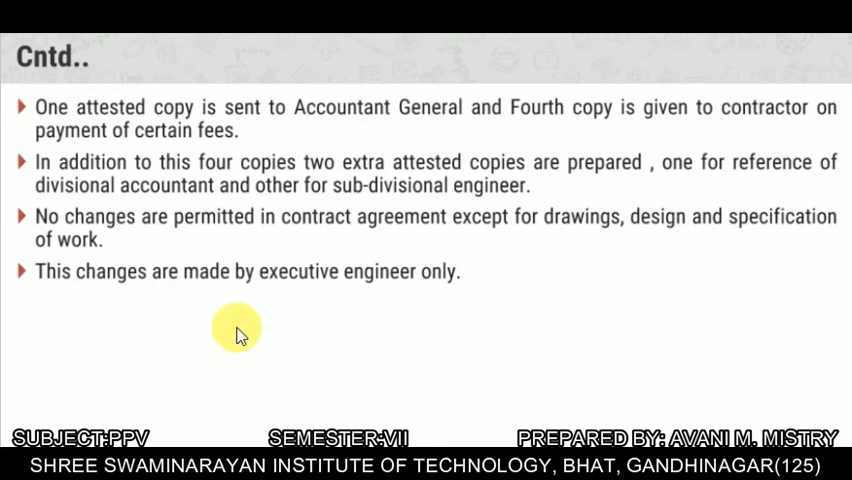 Cntd..
One attested copy is sent to Accountant General and Fourth copy is given to contractor on
payment of certain fees.
In addition to this four copies two extra attested copies are prepared , one for reference of
divisional accountant and other for sub-divisional engineer.
No changes are permitted in contract agreement except for drawings, design and specification
of work.
This changes are made by executive engineer only.
SUBJECT:PPV SEMESTER:VII PREPARED BY: AVANI M. MISTRY
SHREE SWAMINARAYAN INSTITUTE OF TECHNOLOGY, BHAT, GANDHINAGAR(125)